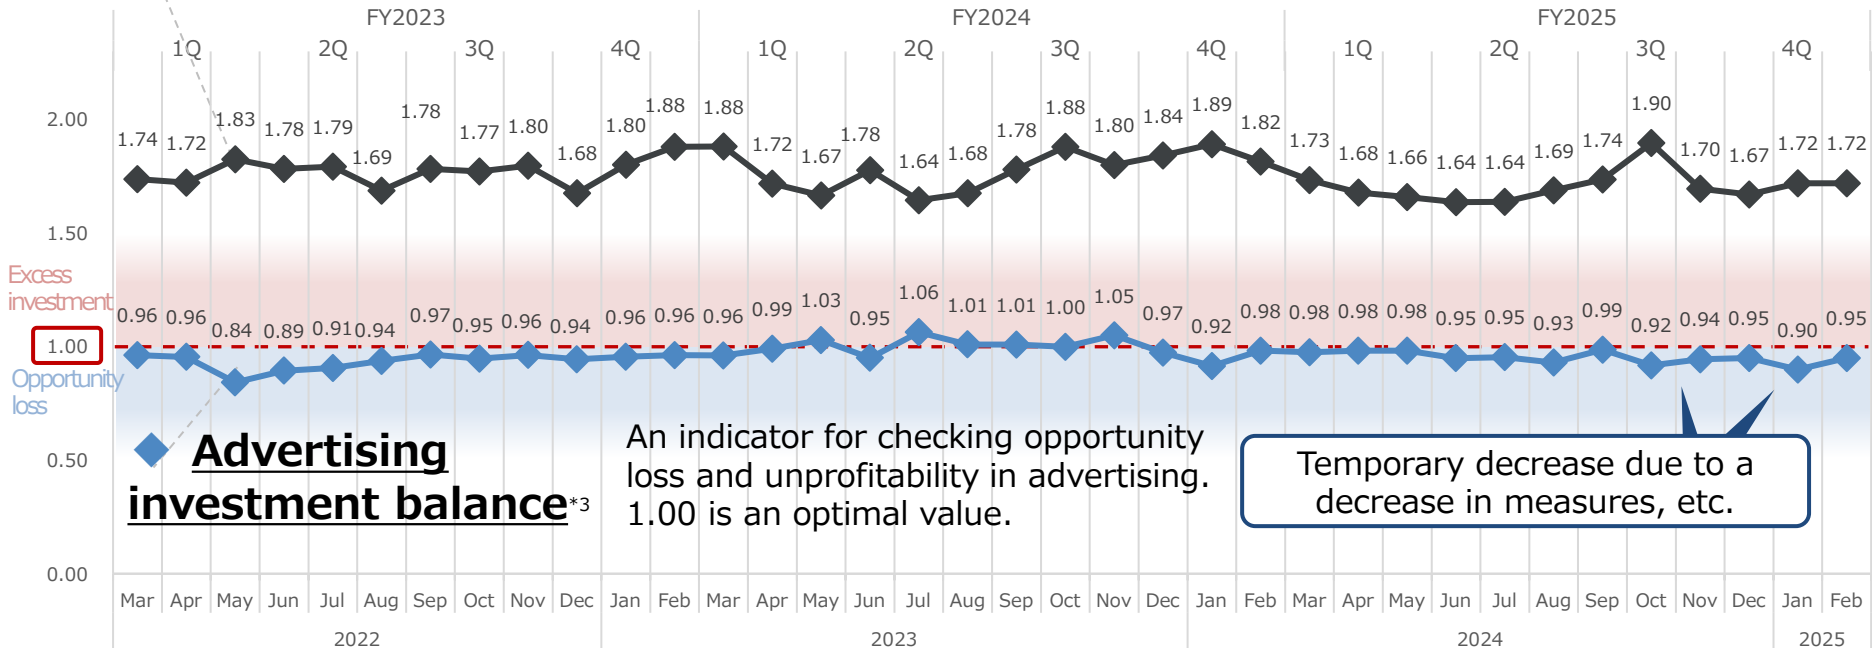 FY2023 FY2024 FY2025
1Q 2Q 3Q 4Q 1Q 2Q 3Q 4Q 1Q 2Q 3Q 4Q
2.00
1.74 1.72 1.83 1.78 1.79 1.69 1.78 1.77 1.80 1.68 1.80 1.88 1.88 1.72 1.67 1.78 1.64 1.68 1.78 1.88 1.80 1.84 1.89 1.82 1.73 1.68 1.66 1.64 1.64 1.69 1.74 1.90 1.70 1.67 1.72 1.72
1.50
Excess
investment
0.96 0.96 0.84 0.89 0.91 0.94 0.97 0.95 0.96 0.94 0.96 0.96 0.96 0.99 1.03 0.95 1.06 1.01 1.01 1.00 1.05 0.97 0.92 0.98 0.98 0.98 0.98 0.95 0.95 0.93 0.99 0.92 0.94 0.95 0.90 0.95
1.00
Opportunity
loss
0.50
Advertising
investment balance*3
An indicator for checking opportunity
loss and unprofitability in advertising.
1.00 is an optimal value.
Temporary decrease due to a
decrease in measures, etc.
0.00
Mar Apr May Jun Jul Aug Sep Oct Nov Dec Jan Feb Mar Apr May Jun Jul Aug Sep Oct Nov Dec Jan Feb Mar Apr May Jun Jul Aug Sep Oct Nov Dec Jan Feb
2022 2023 2024 2025